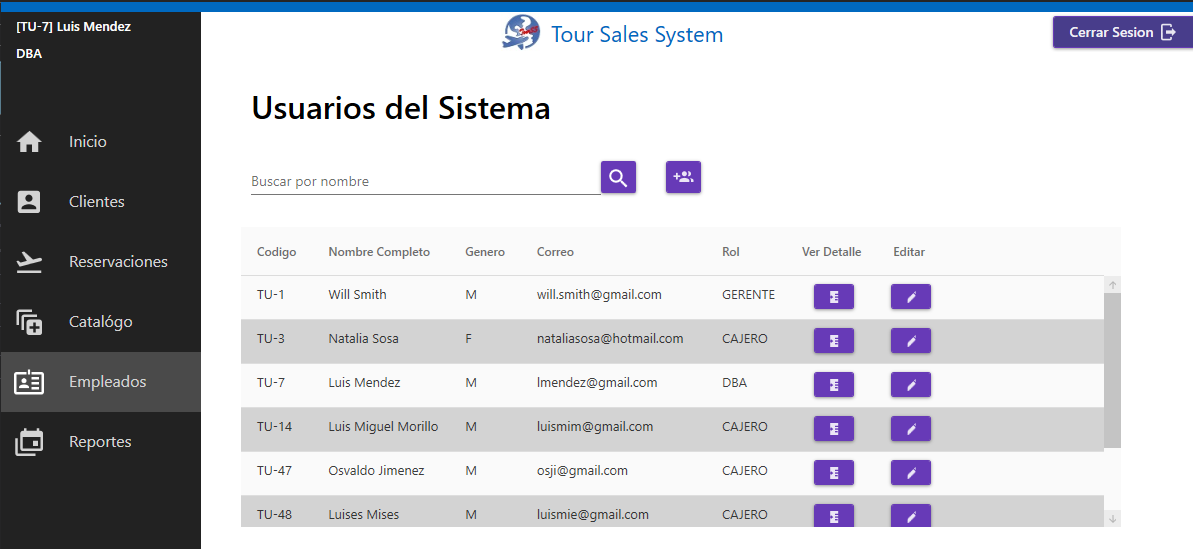 [TU-7] Luis Mendez
DBA
Tour Sales System
Cerrar Sesion
Inicio
Clientes
Reservaciones
Catalógo
Empleados
Reportes
Usuarios del Sistema
Buscar por nombre
Codigo Nombre Completo Genero Correo Rol Ver Detalle Editar
TU-1 Will Smith M will.smith@gmail.com GERENTE
TU-3 Natalia Sosa F nataliasosa@hotmail.com CAJERO
TU-7 Luis Mendez M lmendez@gmail.com DBA
TU-14 Luis Miguel Morillo M luismim@gmail.com CAJERO
TU-47 Osvaldo Jimenez M osji@gmail.com CAJERO
TU-48 Luises Mises M luismie@gmail.com CAJERO